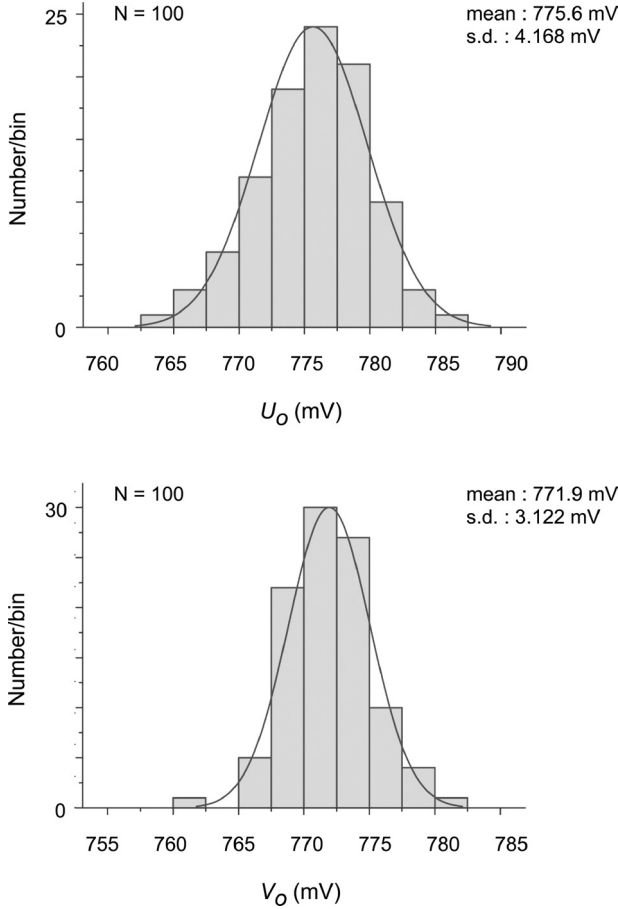 25
N = 100
mean : 775.6 mV
s.d. : 4.168 mV
Number/bin
0
760 765 770 775 780 785 790
Uo (mV)
N = 100
mean : 771.9 mV
s.d. : 3.122 mV
30
Number/bin
0
755 760 765 770 775 780 785
Vo (mV)